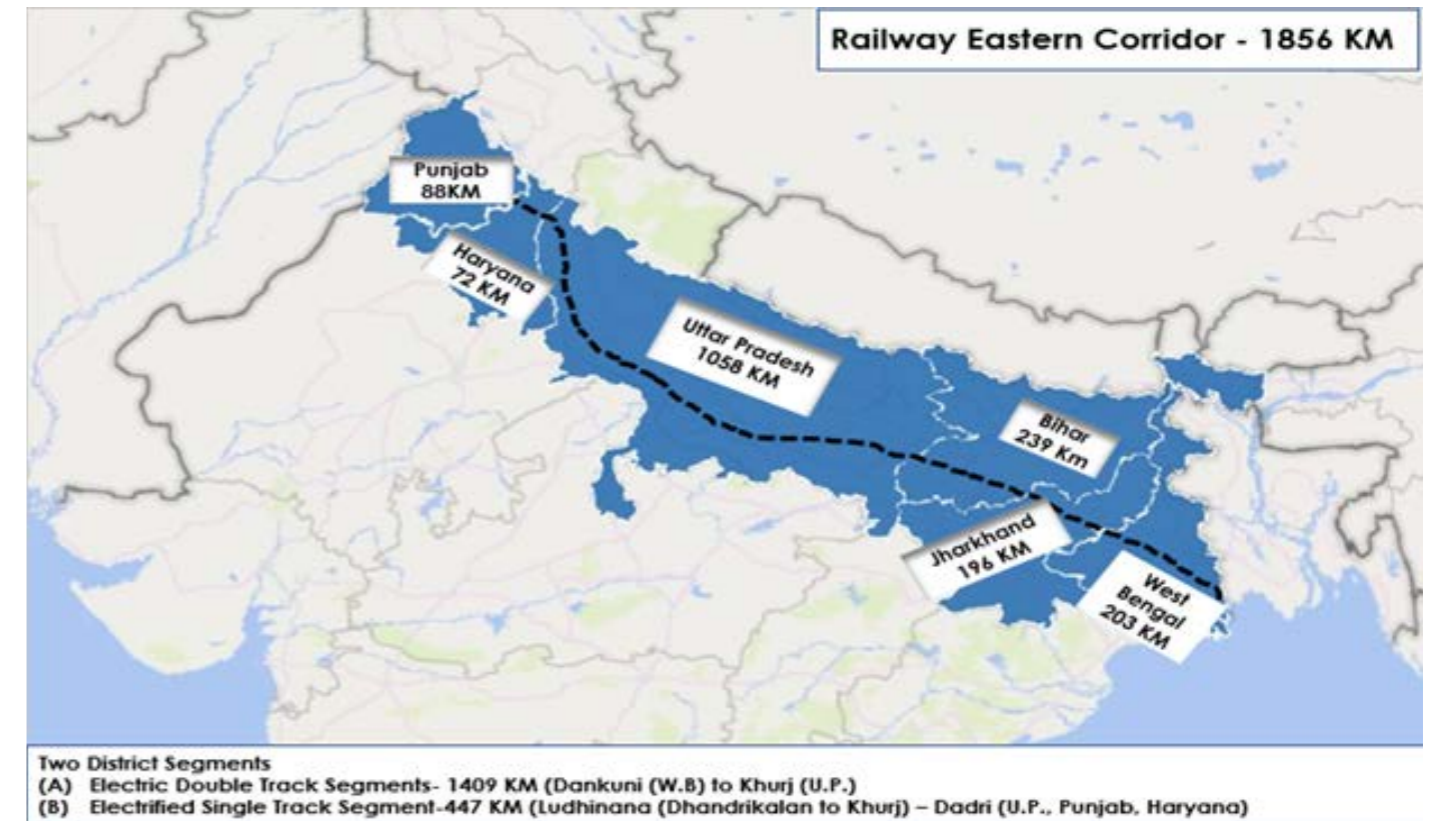 Railway Eastern Corridor - 1856 KM
Punjab
88KM
Haryana
72 KM
Uttar Pradesh
1058 KM
Bihar
239 Km
Jharkhand
196 KM
West
Bengal
203 KM
Two District Segments
(A) Electric Double Track Segments- 1409 KM (Dankuni (W.B) to Khurj (U.P.)
(B) Electrified Single Track Segment-447 KM (Ludhinana (Dhandrikalan to Khurj) – Dadri (U.P., Punjab, Haryana)